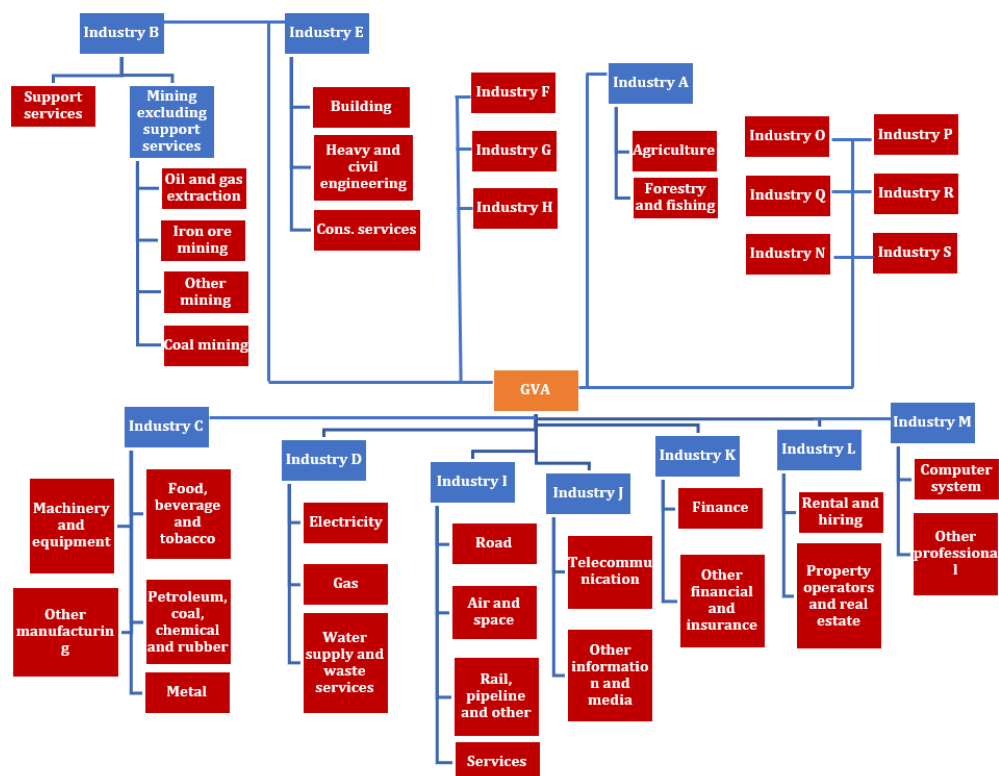 Industry B
Industry E
Industry A
Support
services
Mining
excluding
support
services
Oil and gas
extraction
Iron ore
mining
Other
mining
Coal mining
Building
Heavy and
civil
engineering
Cons. services
Industry F
Industry G
Industry H
Agriculture
Forestry
and fishing
Industry O
Industry P
Industry Q
Industry R
Industry N
Industry S
GVA
Industry C
Machinery
and
equipment
Food,
beverage
and
tobacco
Other
manufacturin
g
Petroleum,
coal,
chemical
and rubber
Metal
Industry D
Electricity
Gas
Water
supply and
waste
services
Industry I
Road
Air and
space
Rail,
pipeline
and other
Services
Industry J
Telecommu
nication
Other
informatio
n and
media
Industry K
Finance
Other
financial
and
insurance
Industry L
Rental and
hiring
Property
operators
and real
estate
Industry M
Computer
system
Other
professiona
l